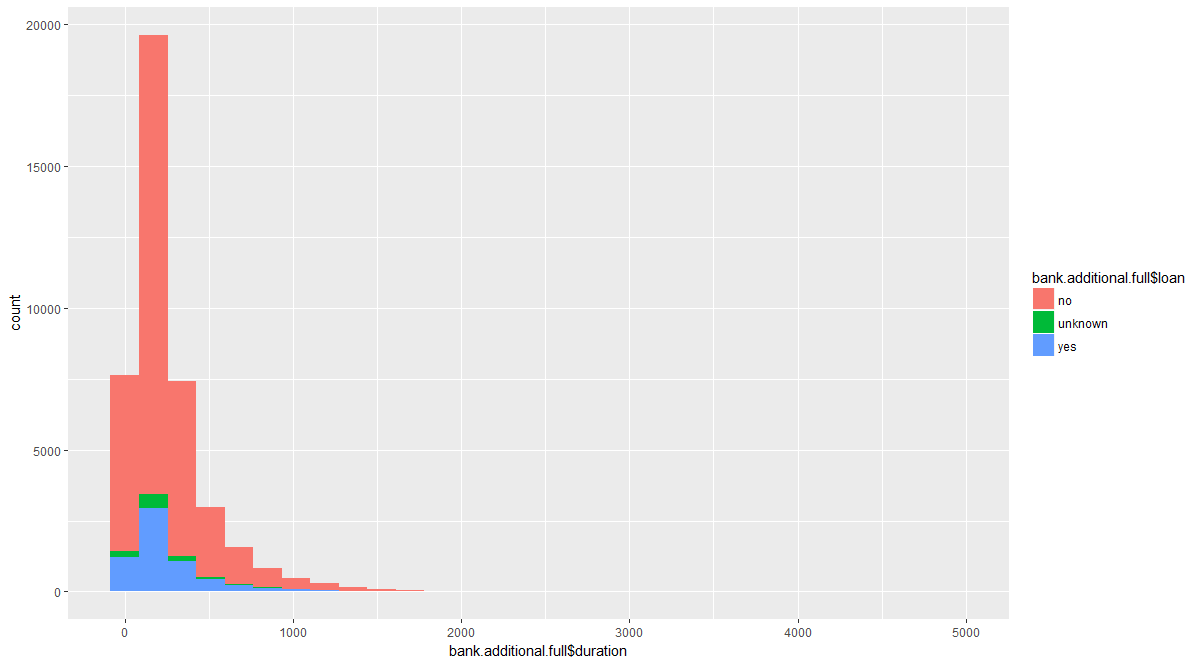 20000
15000
10000
5000
0
count
0 1000 2000 3000 4000 5000
bank.additional.full$duration
bank.additional.full$loan
no
unknown
yes